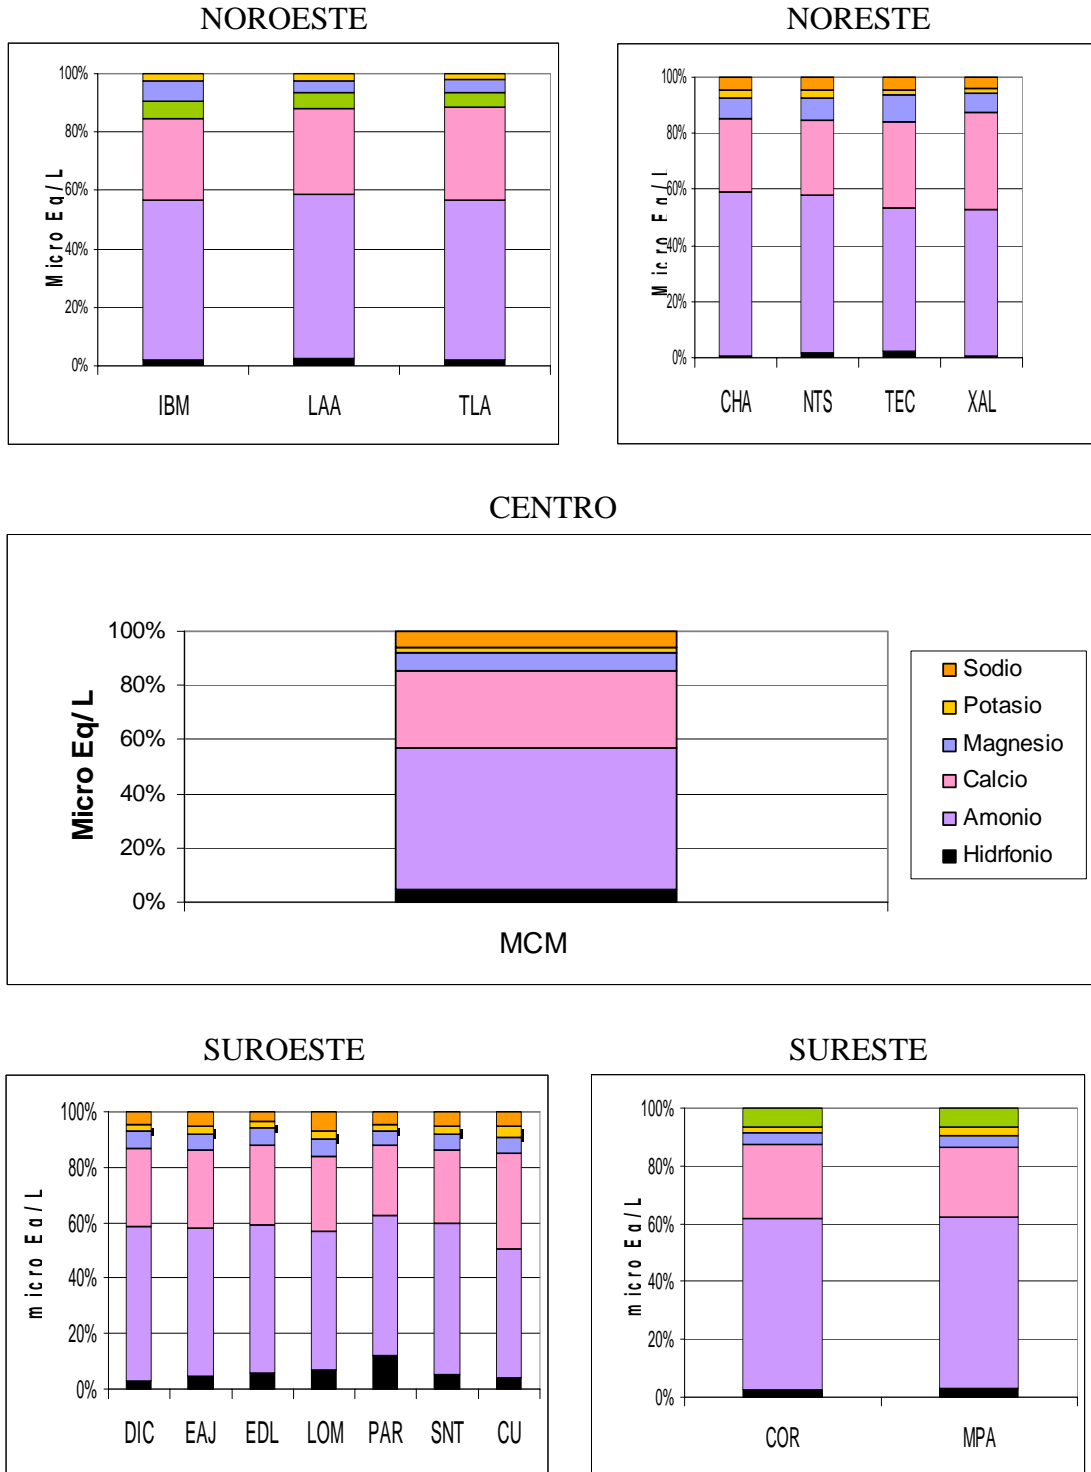 NOROESTE
NORESTE
Micro Eq/L
100%
80%
60%
40%
20%
0%
IBM LAA TLA
Micro Eq/L
100%
80%
60%
40%
20%
0%
CHA NTS TEC XAL
CENTRO
Micro Eq/L
100%
80%
60%
40%
20%
0%
MCM
Sodio
Potasio
Magnesio
Calcio
Amonio
Hidrfonio
SUROESTE
SURESTE
micro Eq/L
100%
80%
60%
40%
20%
0%
DIC EAJ EDL LOM PAR SNT CU
micro Eq/L
100%
80%
60%
40%
20%
0%
COR MPA